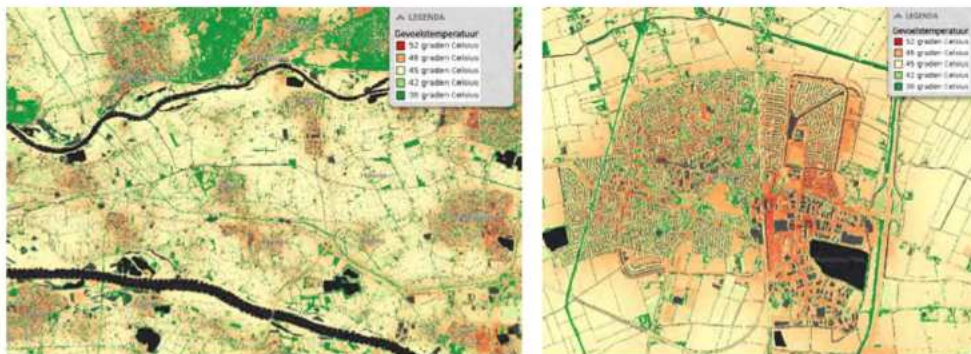 LEGENDA
Gevoelstemperatuur
52 graden Celsius
48 graden Celsius
45 graden Celsius
42 graden Celsius
38 graden Celsius
LEGENDA
Gevoelstemperatuur
52 graden Celsius
48 graden Celsius
45 graden Celsius
42 graden Celsius
38 graden Celsius